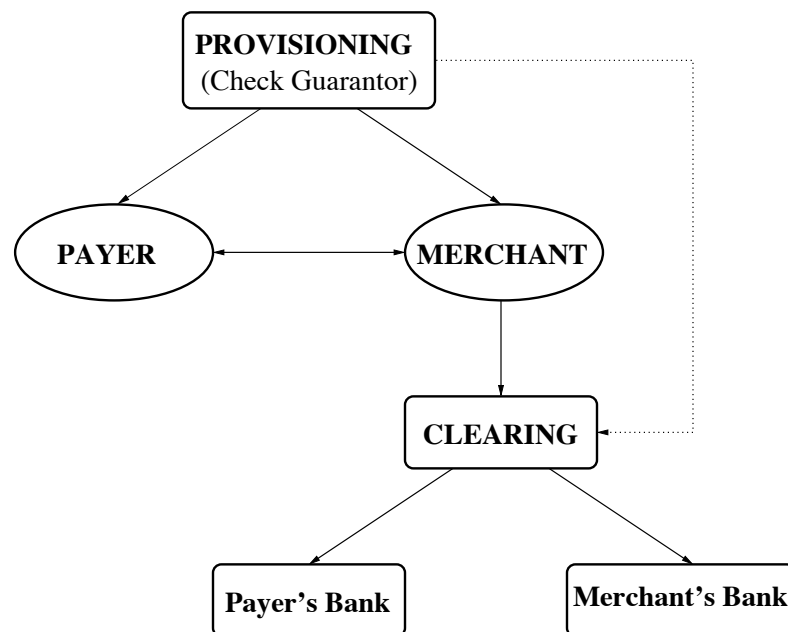 PROVISIONING
(Check Guarantor)
PAYER
MERCHANT
CLEARING
Payer’s Bank
Merchant’s Bank